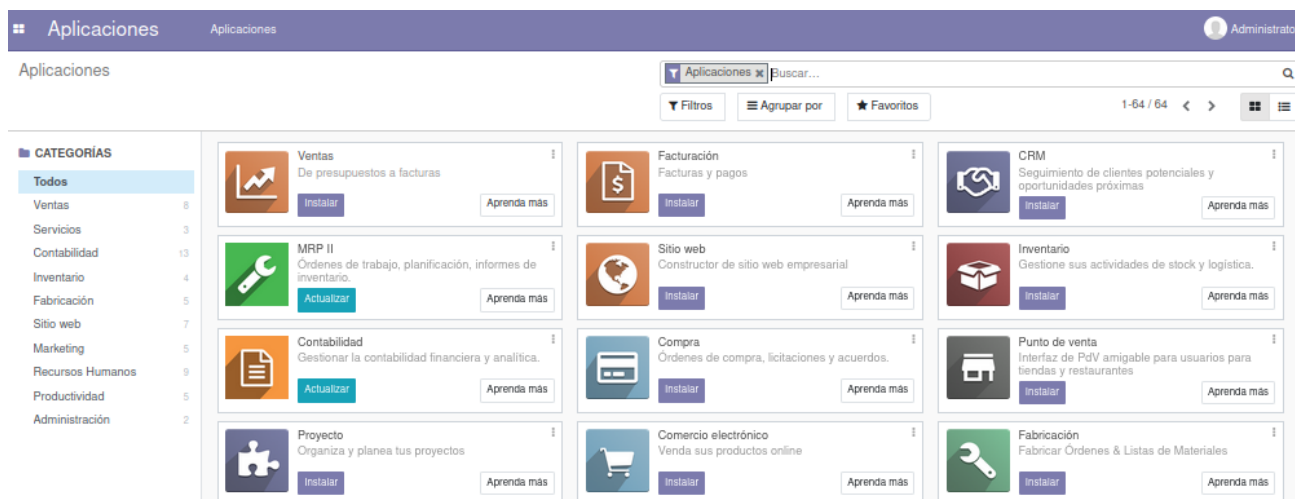 Aplicaciones Aplicaciones Administrato
Aplicaciones
Aplicaciones Buscar...
Filtros Agrupar por Favoritos 1-64 / 64
CATEGORÍAS
Todos
Ventas 8
Servicios 3
Contabilidad 13
Inventario 4
Fabricación 5
Sitio web 7
Marketing 5
Recursos Humanos 9
Productividad 5
Administración 2
Ventas
De presupuestos a facturas
Instalar Aprenda más
Facturación
Facturas y pagos
Instalar Aprenda más
CRM
Seguimiento de clientes potenciales y
oportunidades próximas
Instalar Aprenda más
MRP II
Órdenes de trabajo, planificación, informes de
inventario.
Actualizar Aprenda más
Sitio web
Constructor de sitio web empresarial
Instalar Aprenda más
Inventario
Gestione sus actividades de stock y logística.
Instalar Aprenda más
Contabilidad
Gestionar la contabilidad financiera y analítica.
Actualizar Aprenda más
Compra
Órdenes de compra, licitaciones y acuerdos.
Instalar Aprenda más
Punto de venta
Interfaz de PdV amigable para usuarios para
tiendas y restaurantes
Instalar Aprenda más
Proyecto
Organiza y planea tus proyectos
Instalar Aprenda más
Comercio electrónico
Venda sus productos online
Instalar Aprenda más
Fabricación
Fabricar Órdenes & Listas de Materiales
Instalar Aprenda más